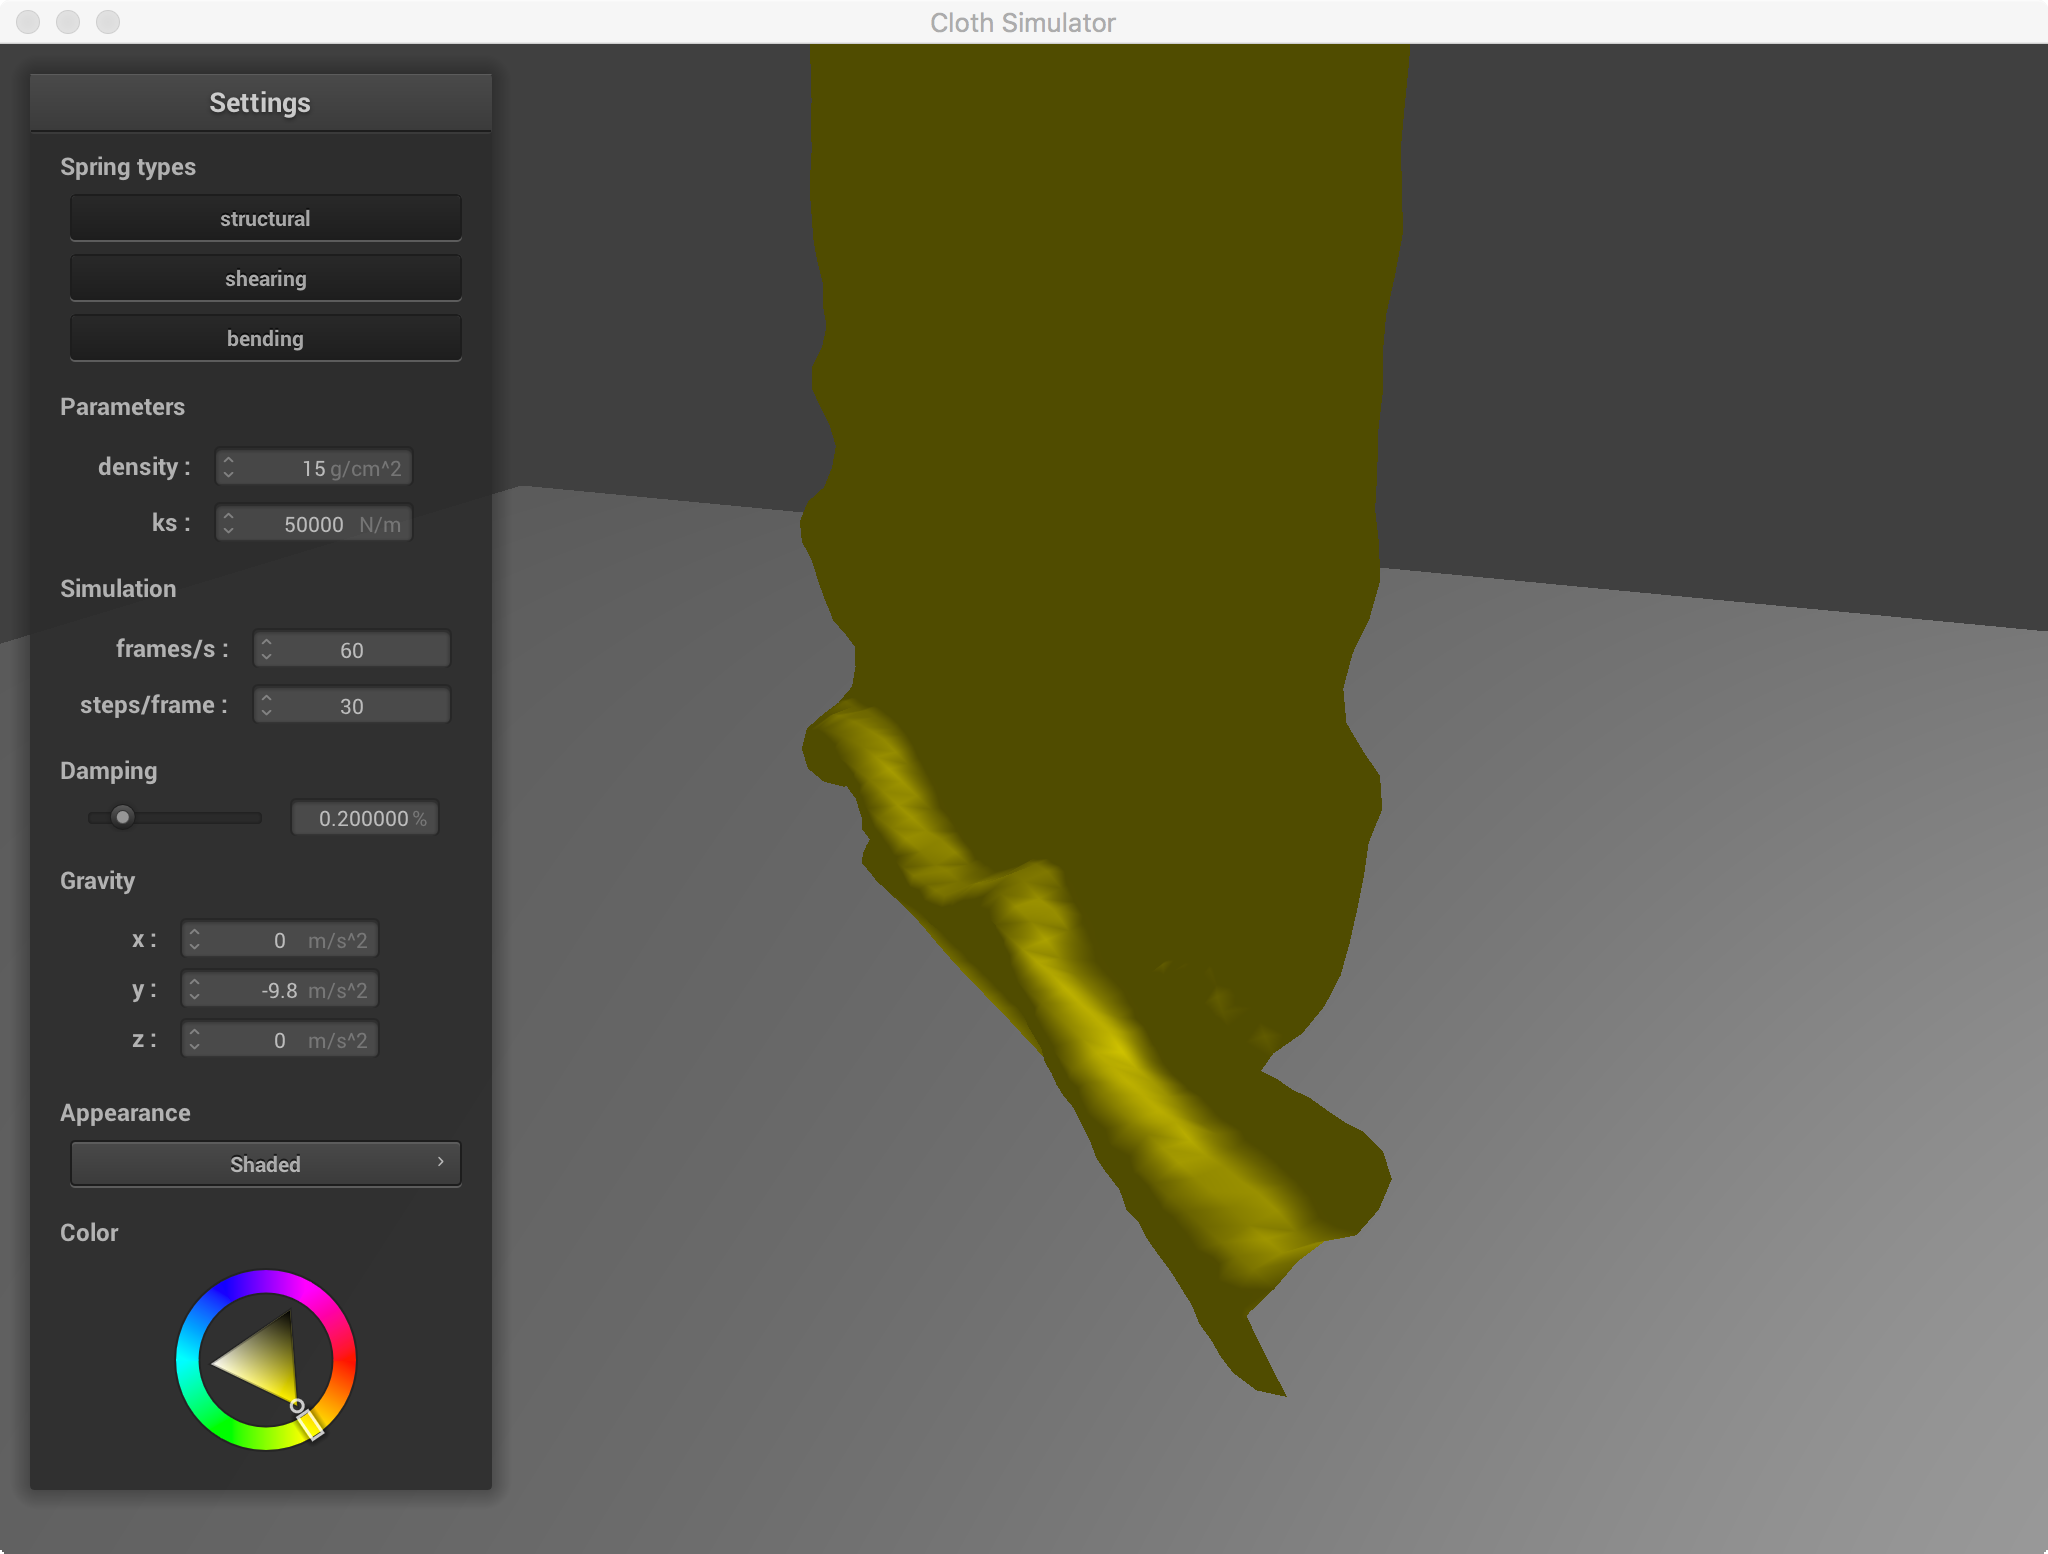 Cloth Simulator
Settings
Spring types
structural
shearing
bending
Parameters
density : 15 g/cm^2
ks : 50000 N/m
Simulation
frames/s : 60
steps/frame : 30
Damping
0.200000 %
Gravity
x : 0 m/s^2
y : -9.8 m/s^2
z : 0 m/s^2
Appearance
Shaded
Color